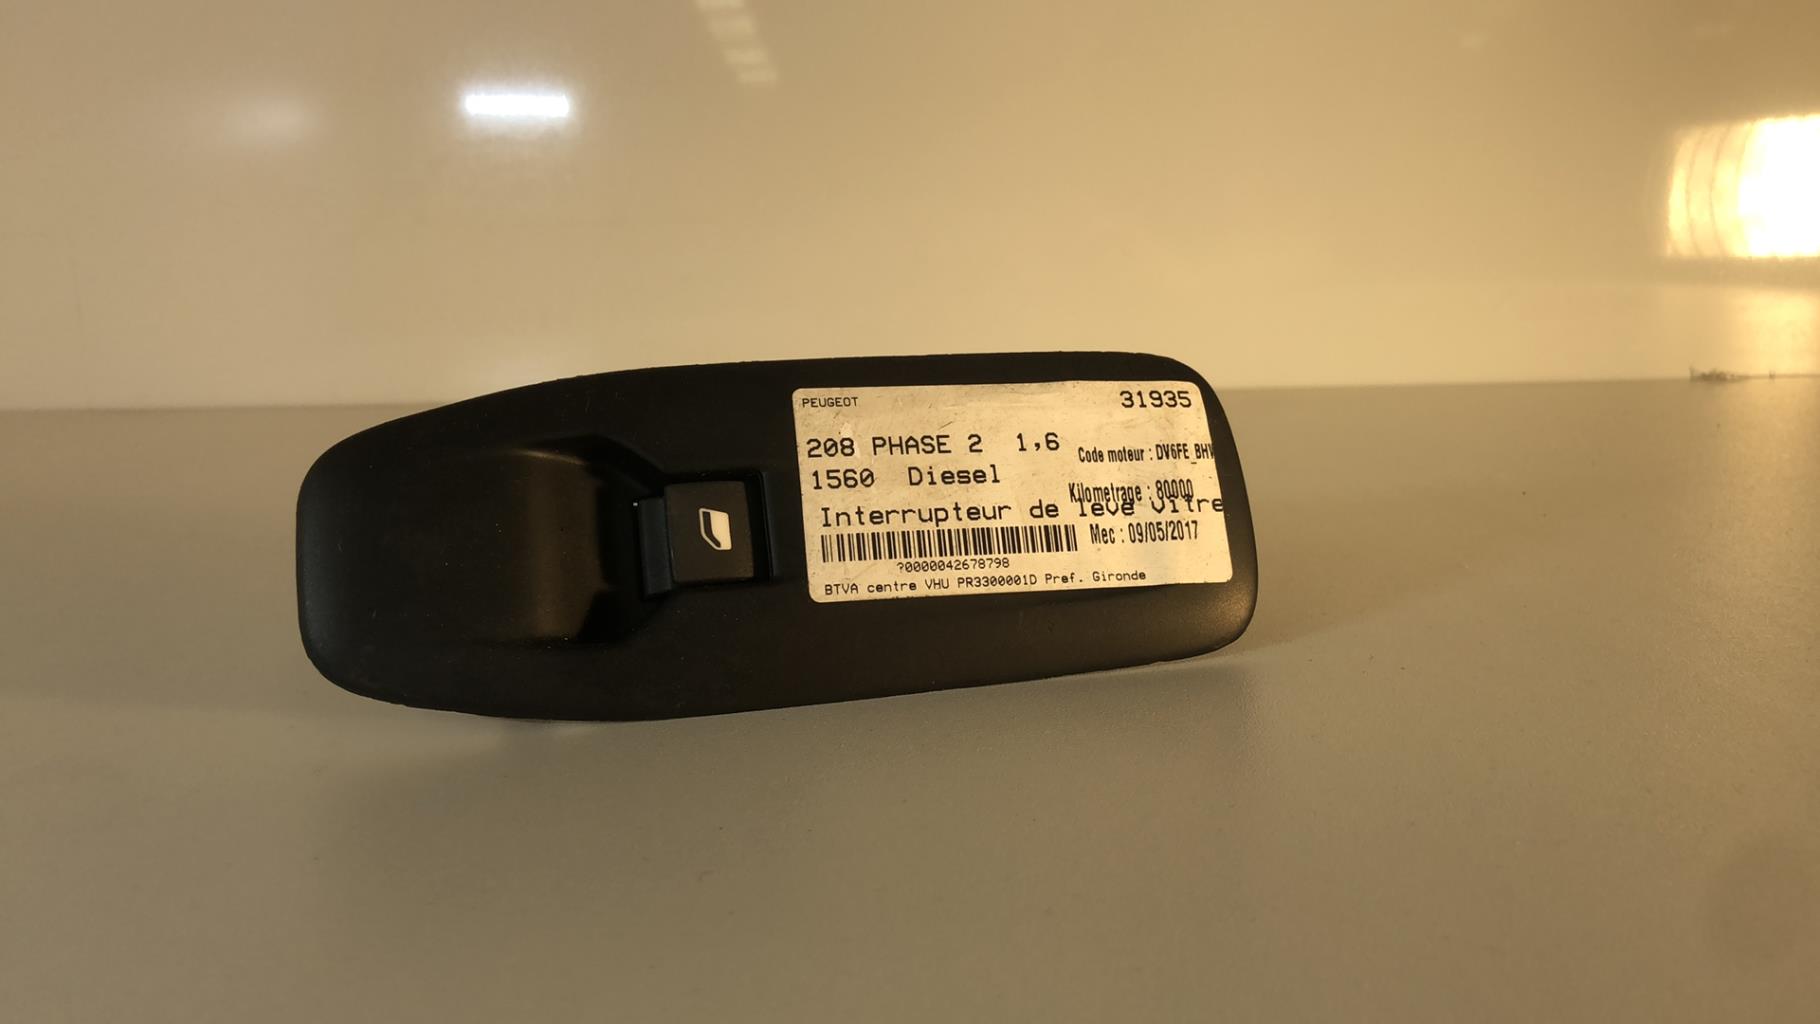 PEUGEOT 31935
208 PHASE 2 1,6
Code moteur : DV6FE_BH
1560 Diesel
Kilometrage : 80000
Interrupteur de leve vitre
Mec : 09/05/2017
?0000042678798
BTVA centre VHU PR3300001D Pref. Gironde